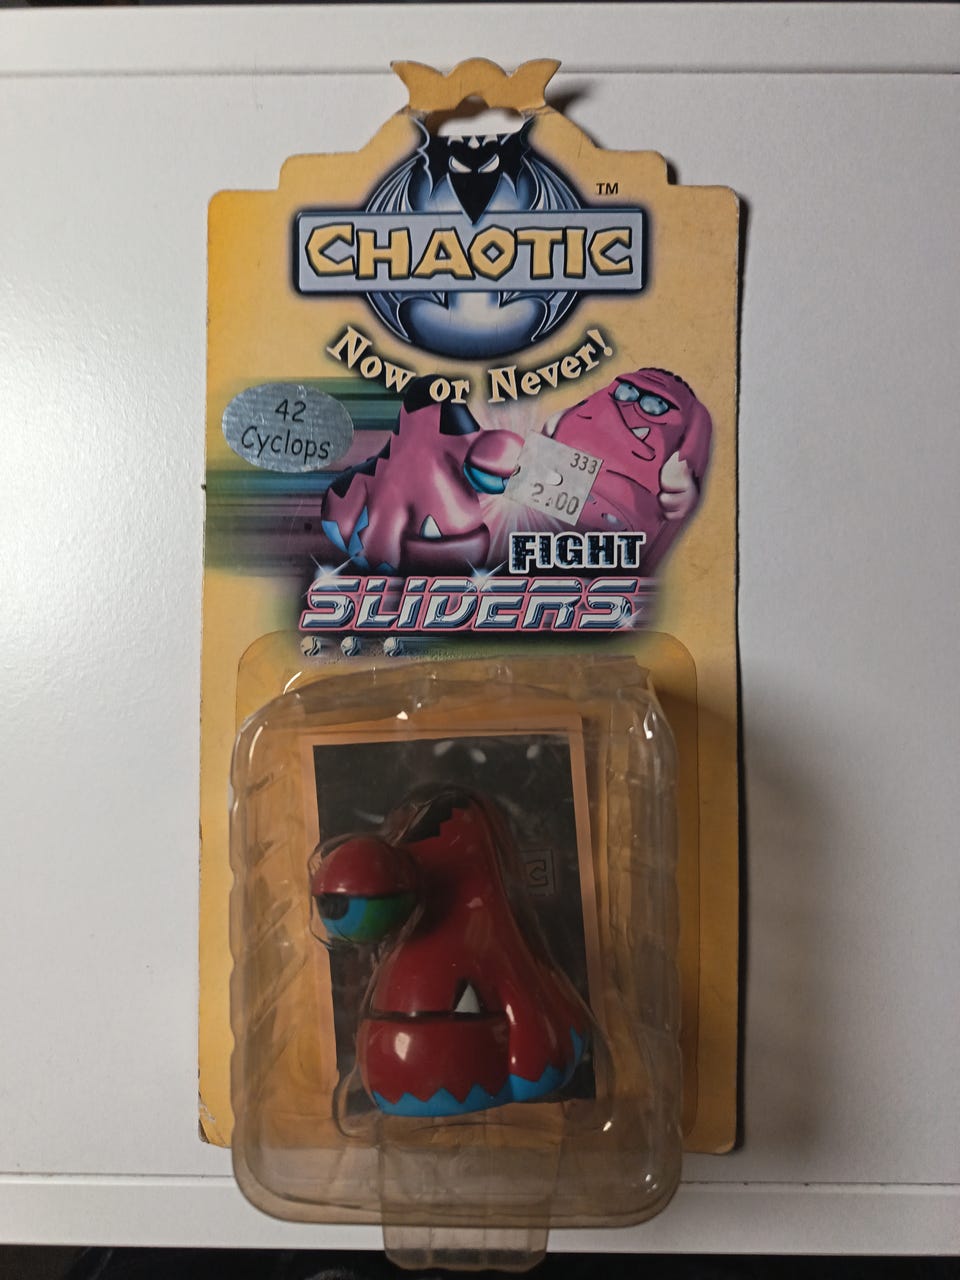 TM
CHAOTIC
Now or Never!
42
Cyclops
333
2.00
FIGHT
SLIDERS